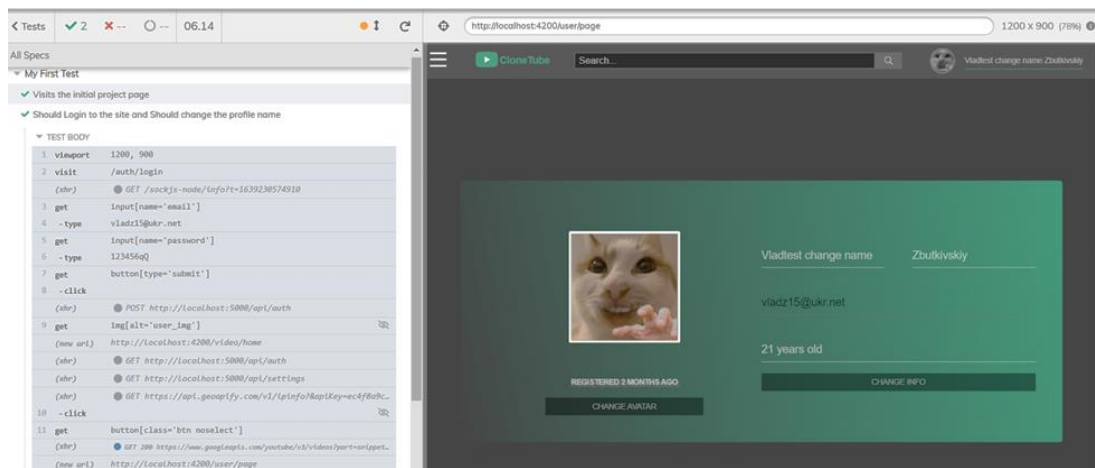 Tests 2 -- -- 06.14
http://localhost:4200/user/page
1200 x 900 (78%)
All Specs
My First Test
Visits the initial project page
Should Login to the site and Should change the profile name
TEST BODY
1 viewport 1200, 900
2 visit /auth/login
(xhr) GET /sockjs-node/info?t=1639230574910
3 get input[name='email']
4 - type vladz15@ukr.net
5 get input[name='password']
6 - type 123456qQ
7 get button[type='submit']
8 - click
(xhr) POST http://localhost:5000/api/auth
9 get img[alt='user_img']
(new url) http://localhost:4200/video/home
(xhr) GET http://localhost:5000/api/auth
(xhr) GET http://localhost:5000/api/settings
(xhr) GET https://api.geoapify.com/v1/ipinfo?&apiKey=ec4f8a9c…
10 - click
11 get button[class='btn noselect']
(xhr) GET 200 https://www.googleapis.com/youtube/v3/videos?part=snippet…
(new url) http://localhost:4200/user/page
CloneTube
Search...
Vladtest change name Zbutkivskiy
Vladtest change name Zbutkivskiy
vladz15@ukr.net
21 years old
REGISTERED 2 MONTHS AGO
CHANGE INFO
CHANGE AVATAR